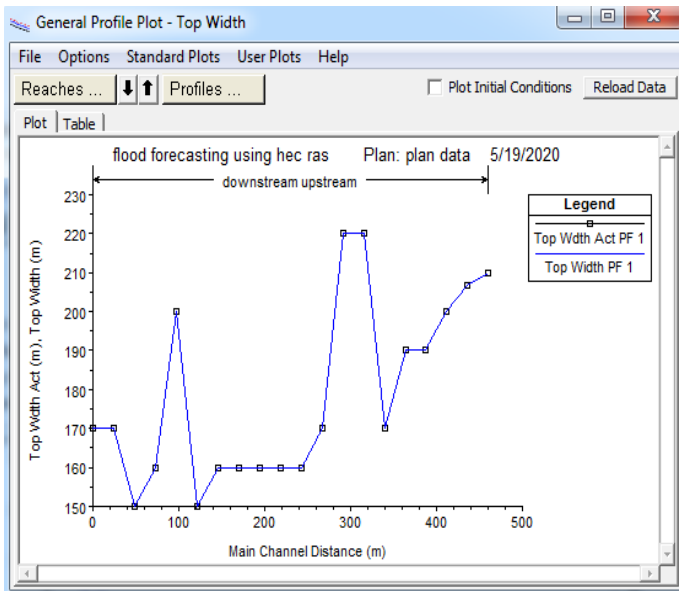 General Profile Plot - Top Width
File Options Standard Plots User Plots Help
Reaches ... Profiles ... Plot Initial Conditions Reload Data
Plot Table
flood forecasting using hec ras Plan: plan data 5/19/2020
downstream upstream
Legend
Top Wdth Act PF 1
Top Width PF 1
Top Wdth Act (m), Top Width (m)
230
220
210
200
190
180
170
160
150
0 100 200 300 400 500
Main Channel Distance (m)